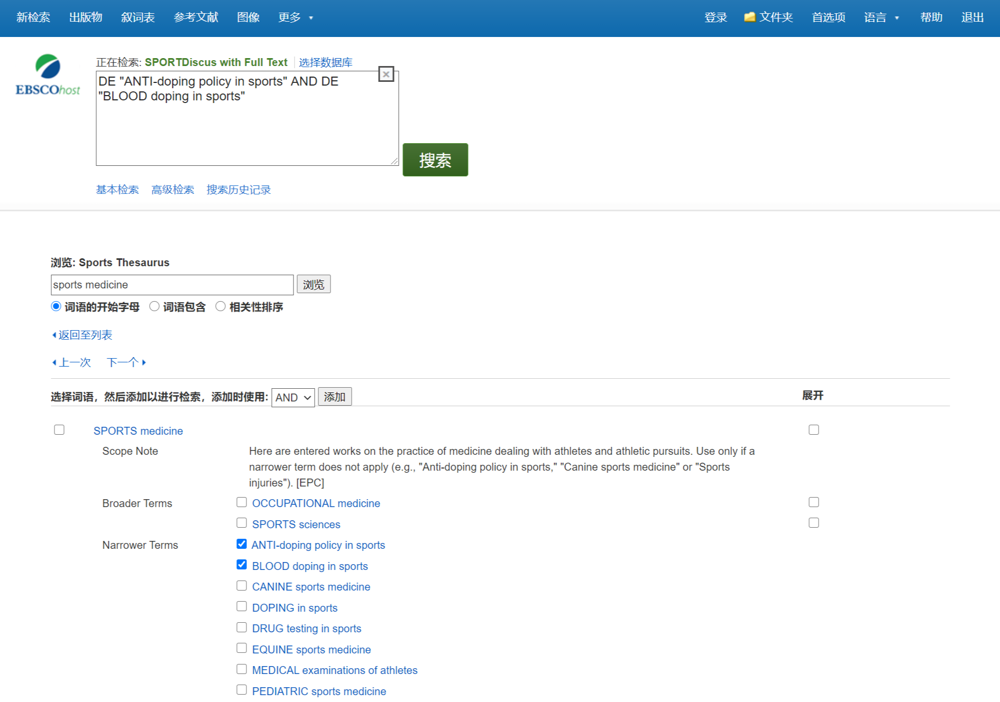 新检索 出版物 叙词表 参考文献 图像 更多 登录 文件夹 首选项 语言 帮助 退出
正在检索: SPORTDiscus with Full Text 选择数据库
EBSCOhost
DE "ANTI-doping policy in sports" AND DE
"BLOOD doping in sports"
搜索
基本检索 高级检索 搜索历史记录
浏览: Sports Thesaurus
sports medicine 浏览
词语的开始字母 词语包含 相关性排序
返回至列表
上一次 下一个
选择词语，然后添加以进行检索，添加时使用: AND 添加 展开
SPORTS medicine
Scope Note Here are entered works on the practice of medicine dealing with athletes and athletic pursuits. Use only if a
narrower term does not apply (e.g., "Anti-doping policy in sports," "Canine sports medicine" or "Sports
injuries"). [EPC]
Broader Terms OCCUPATIONAL medicine
SPORTS sciences
Narrower Terms ANTI-doping policy in sports
BLOOD doping in sports
CANINE sports medicine
DOPING in sports
DRUG testing in sports
EQUINE sports medicine
MEDICAL examinations of athletes
PEDIATRIC sports medicine